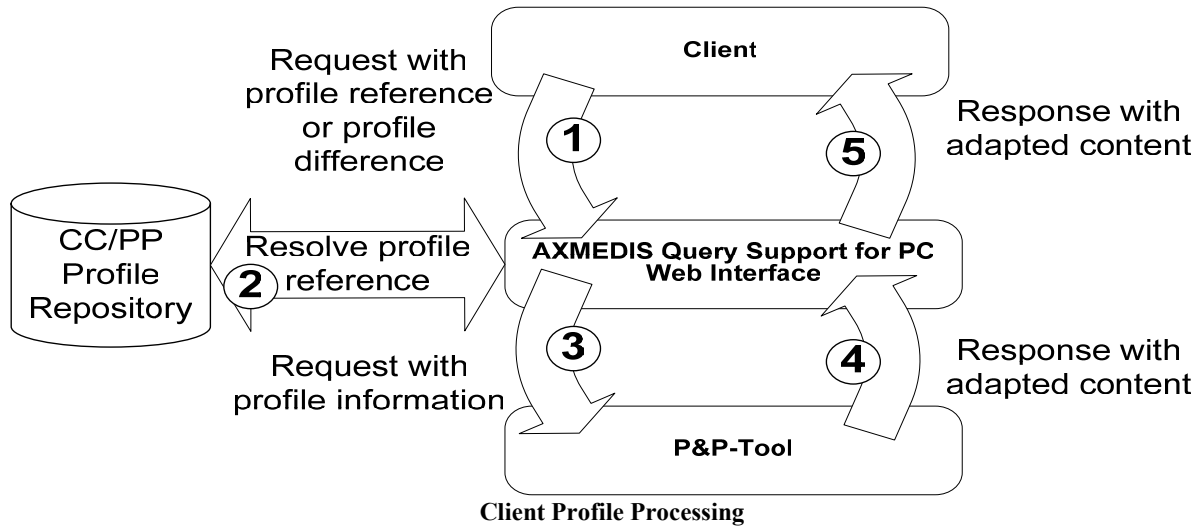 Client
Request with
profile reference
or profile
difference
1
5
Response with
adapted content
CC/PP
Profile
Repository
2
Resolve profile
reference
AXMEDIS Query Support for PC
Web Interface
Request with
profile information
3
4
Response with
adapted content
P&P-Tool
Client Profile Processing